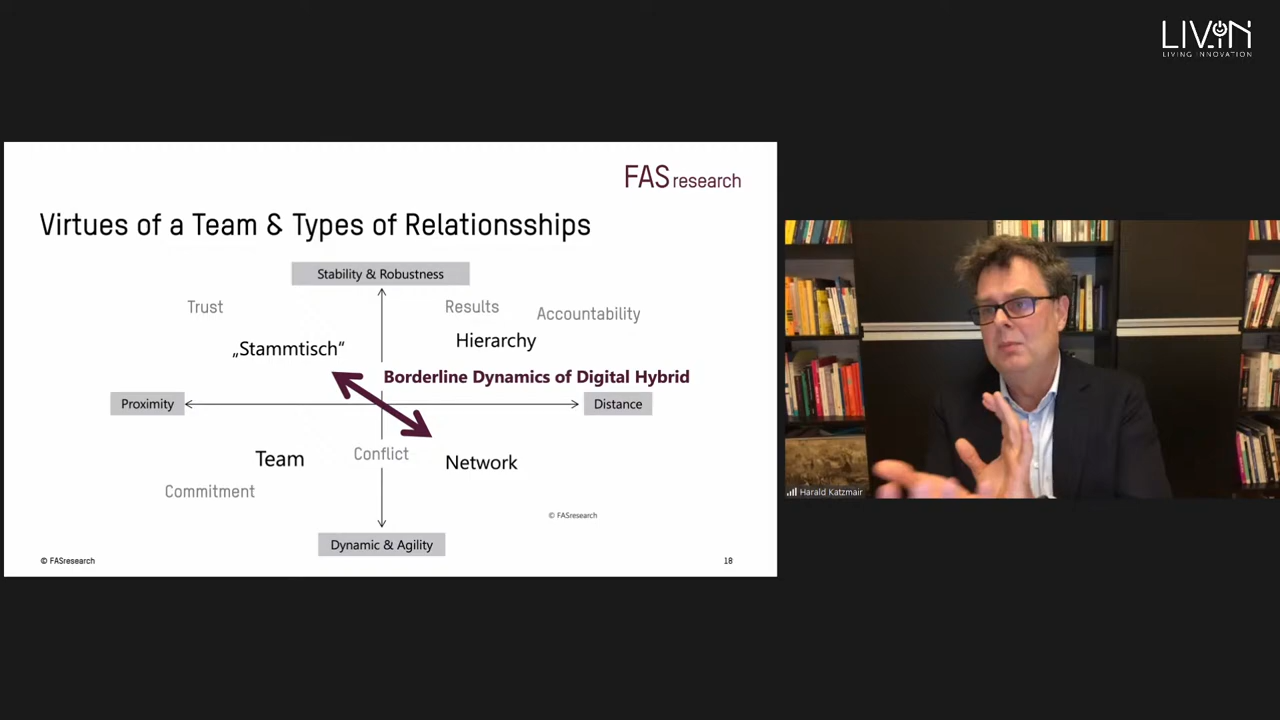 LIVIN
LIVING INNOVATION
FAS research
Virtues of a Team & Types of Relationsships
Stability & Robustness
Trust
Results
Accountability
„Stammtisch“
Hierarchy
Borderline Dynamics of Digital Hybrid
Proximity
Distance
Team
Conflict
Network
Commitment
© FASresearch
Dynamic & Agility
© FASresearch
18
Harald Katzmair